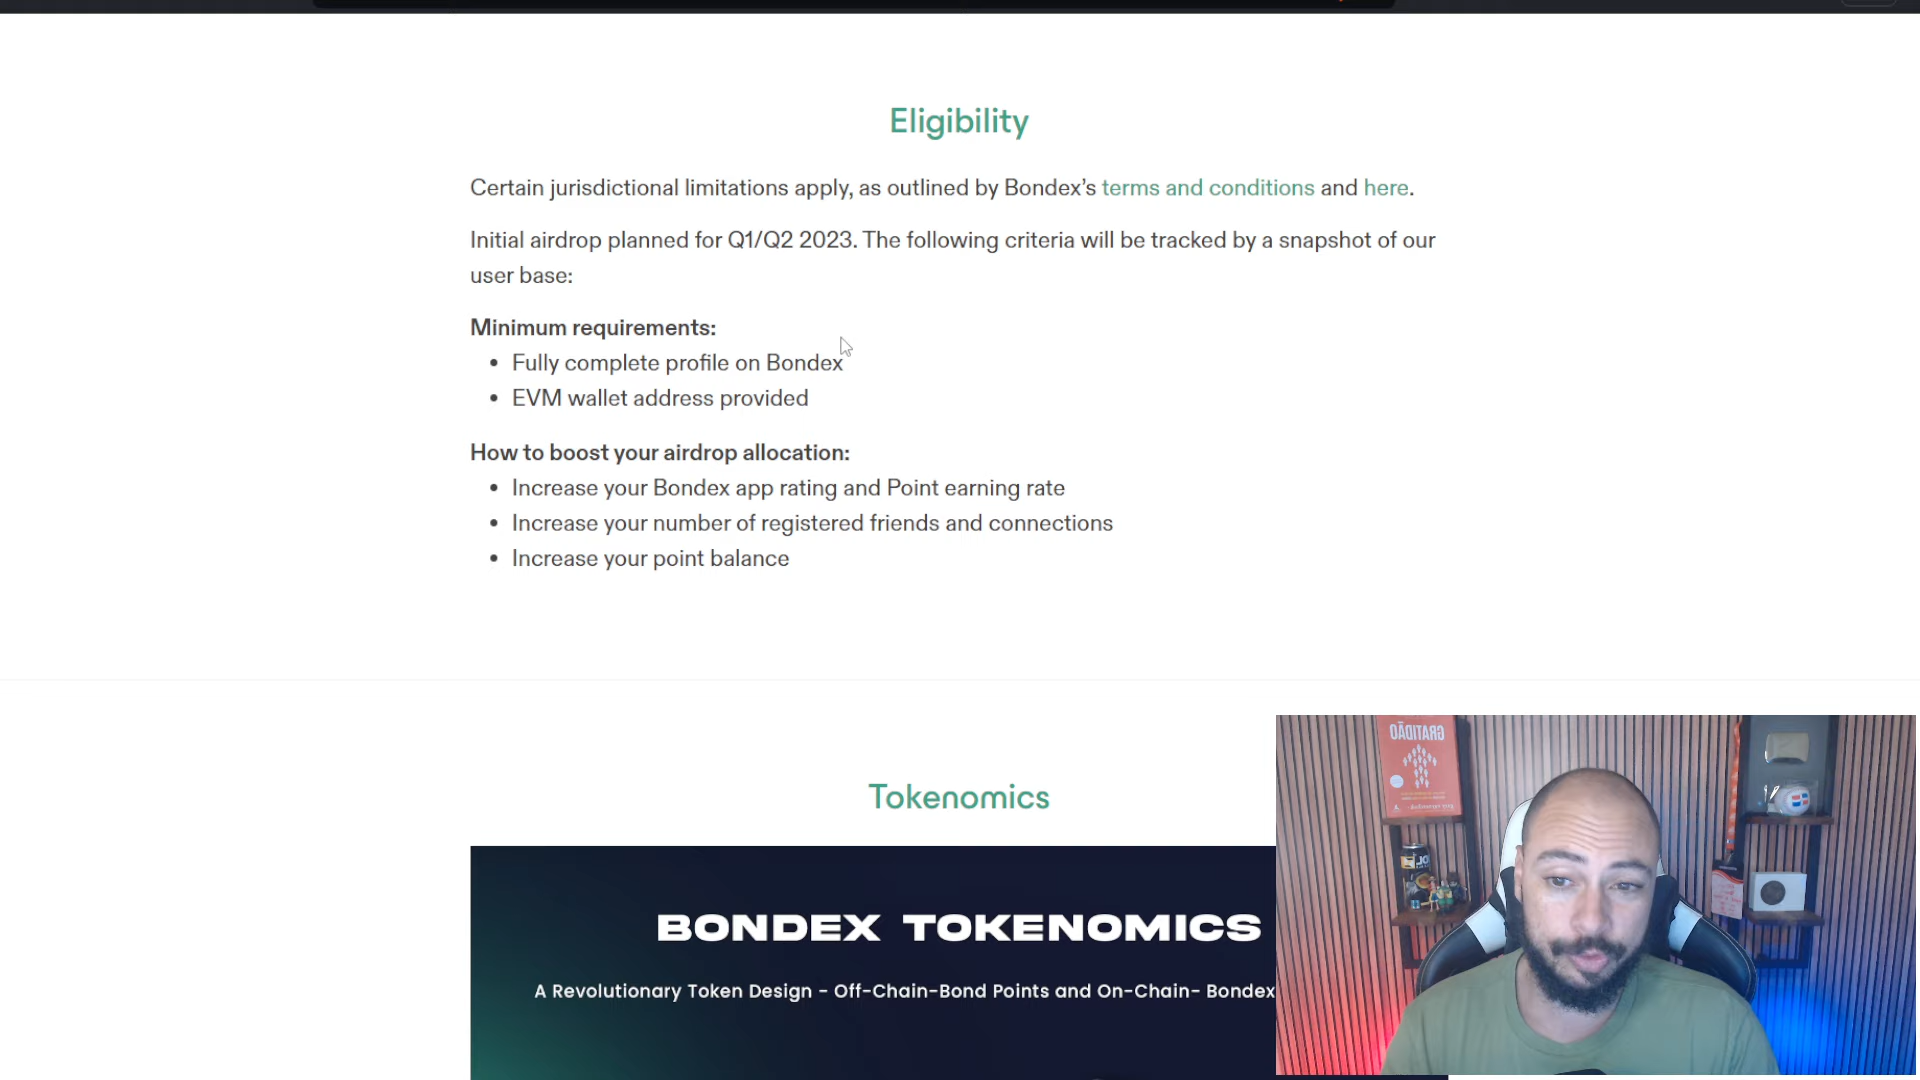 Eligibility
Certain jurisdictional limitations apply, as outlined by Bondex’s terms and conditions and here.
Initial airdrop planned for Q1/Q2 2023. The following criteria will be tracked by a snapshot of our
user base:
Minimum requirements:
• Fully complete profile on Bondex
• EVM wallet address provided
How to boost your airdrop allocation:
• Increase your Bondex app rating and Point earning rate
• Increase your number of registered friends and connections
• Increase your point balance
Tokenomics
BONDEX TOKENOMICS
A Revolutionary Token Design - Off-Chain-Bond Points and On-Chain- Bondex
GRATIDÃO